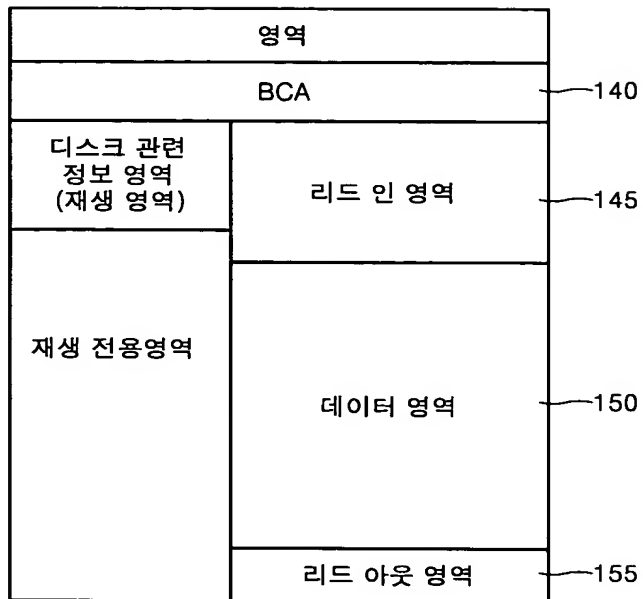 영역
BCA
140
디스크 관련
정보 영역
(재생 영역)
리드 인 영역
145
재생 전용영역
데이터 영역
150
리드 아웃 영역
155